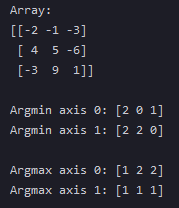 Array:
[[-2 -1 -3]
 [ 4  5 -6]
 [-3  9  1]]

Argmin axis 0: [2 0 1]
Argmin axis 1: [2 2 0]

Argmax axis 0: [1 2 2]
Argmax axis 1: [1 1 1]